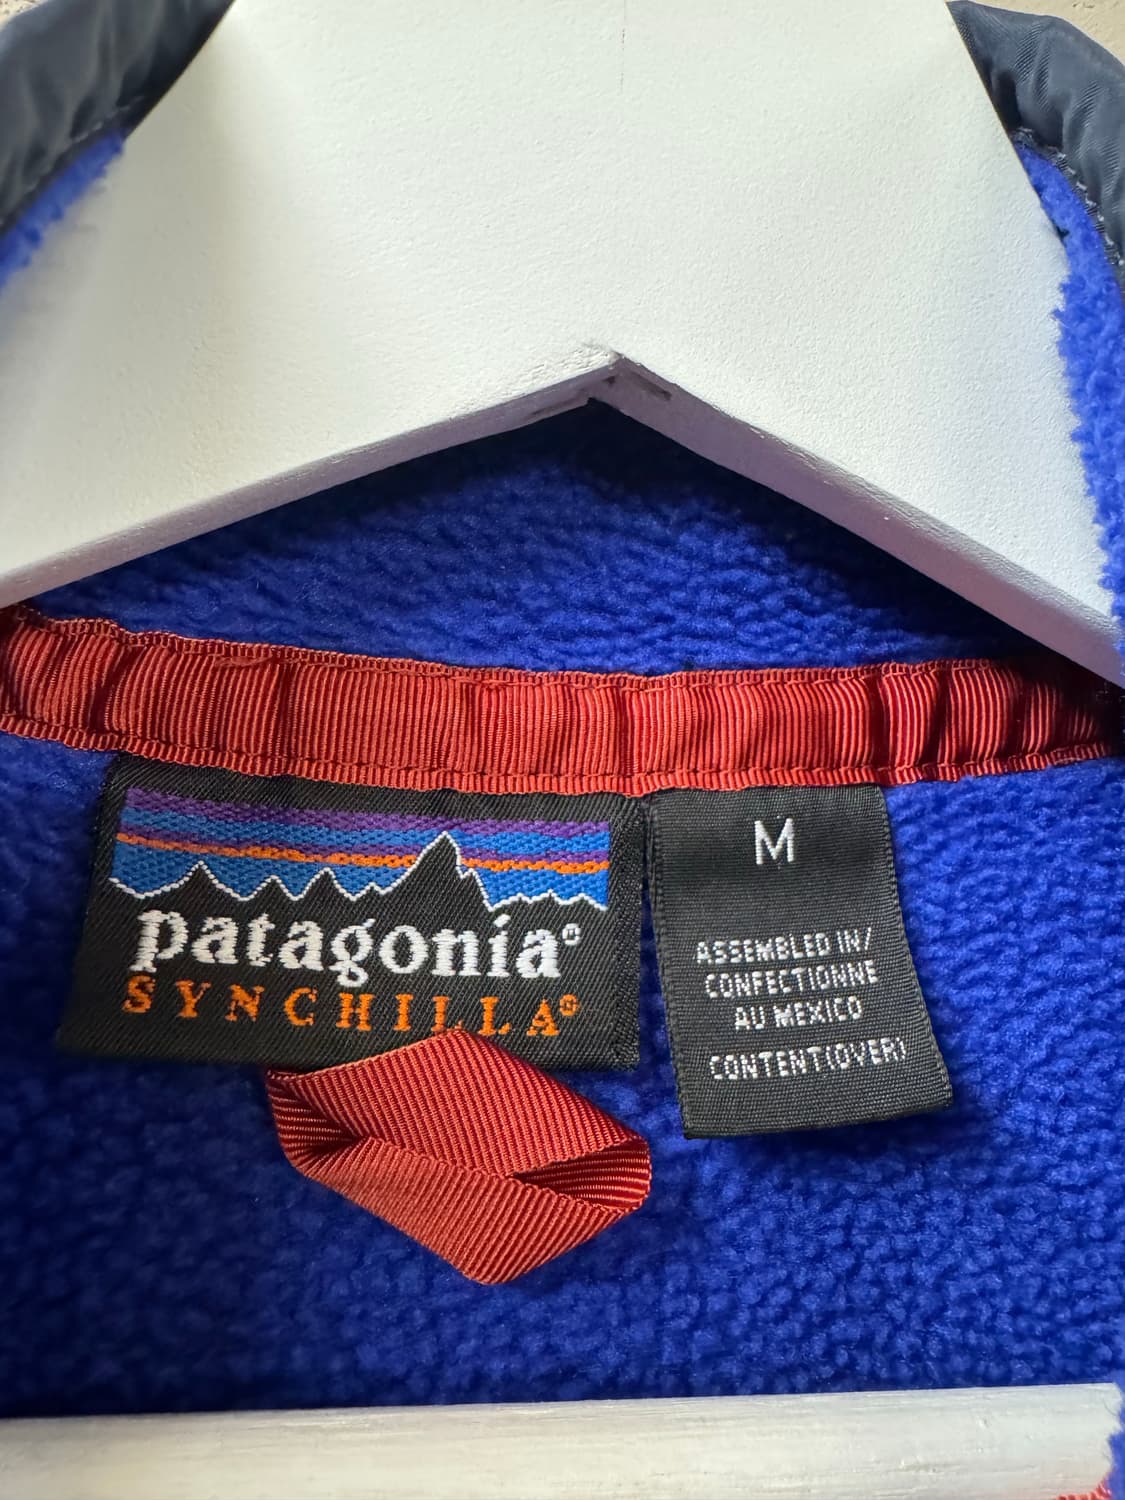 patagonia®
SYNCHILLA®
M
ASSEMBLED IN/
CONFECTIONNE
AU MEXICO
CONTENT(OVER)